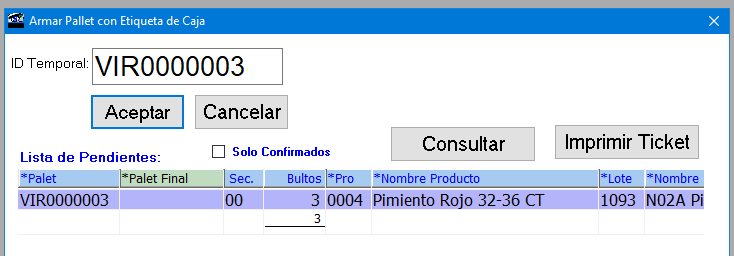 Armar Pallet con Etiqueta de Caja
ID Temporal: VIR0000003
Aceptar Cancelar
Consultar Imprimir Ticket
Lista de Pendientes: Solo Confirmados
*Palet *Palet Final Sec. Bultos *Pro *Nombre Producto *Lote *Nombre
VIR0000003 00 3 0004 Pimiento Rojo 32-36 CT 1093 N02A Pi
3